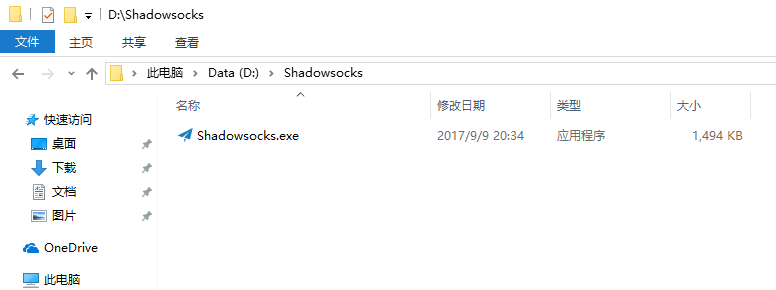 D:\Shadowsocks
文件 主页 共享 查看
此电脑 Data (D:) Shadowsocks
名称 修改日期 类型 大小
快速访问
Shadowsocks.exe 2017/9/9 20:34 应用程序 1,494 KB
桌面
下载
文档
图片
OneDrive
此电脑